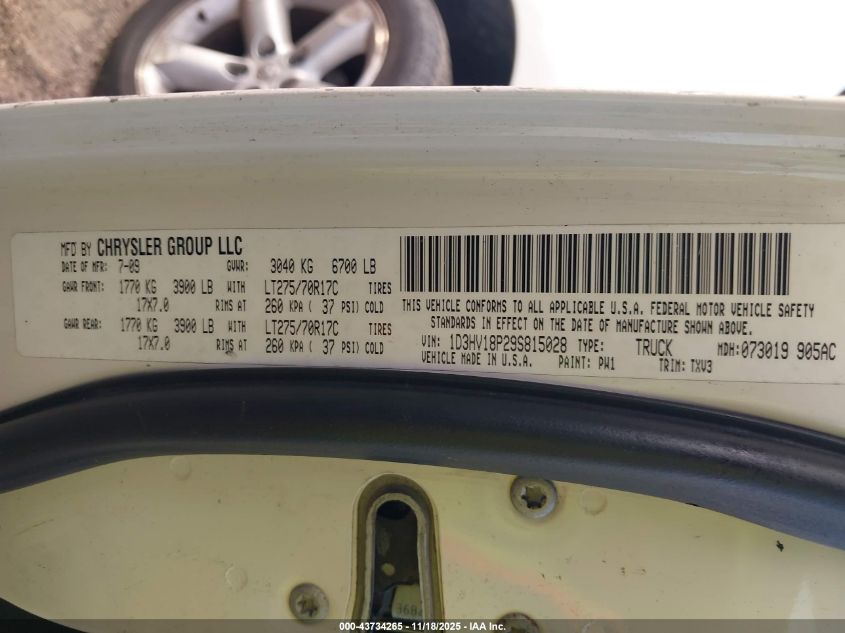 MFD BY CHRYSLER GROUP LLC
DATE OF MFR: 7-09 GVWR: 3040 KG 6700 LB
GAWR FRONT: 1770 KG 3900 LB WITH LT275/70R17C TIRES
17X7.0 RIMS AT 260 KPA ( 37 PSI) COLD
GAWR REAR: 1770 KG 3900 LB WITH LT275/70R17C TIRES
17X7.0 RIMS AT 260 KPA ( 37 PSI) COLD
THIS VEHICLE CONFORMS TO ALL APPLICABLE U.S.A. FEDERAL MOTOR VEHICLE SAFETY
STANDARDS IN EFFECT ON THE DATE OF MANUFACTURE SHOWN ABOVE.
VIN: 1D3HV18P29S815028 TYPE: TRUCK MDH: 073019 905AC
VEHICLE MADE IN U.S.A. PAINT: PW1 TRIM: TXV3
000-43734265 - 11/18/2025 - IAA Inc.